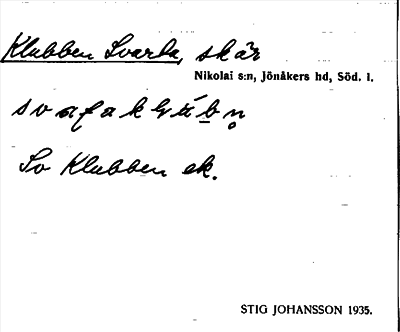 Klubben Svarta, skär
Nikolai s:n, Jönåkers hd, Söd. l.
So Klubben ek.
STIG JOHANSSON 1935.